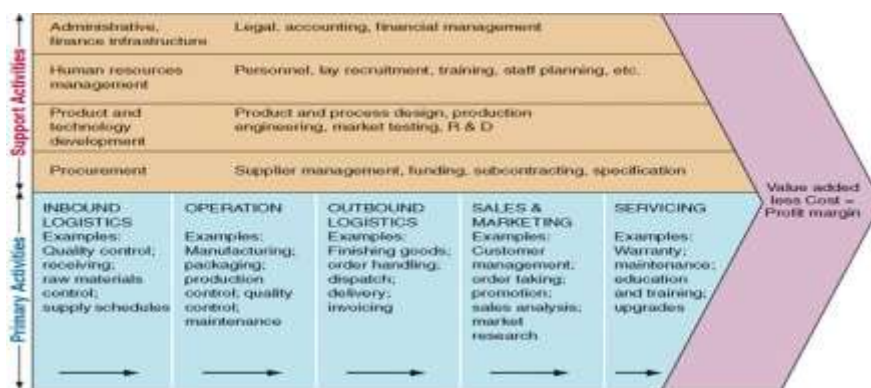 Support Activities
Administrative,
finance infrastructure
Legal, accounting, financial management
Human resources
management
Personnel, lay recruitment, training, staff planning, etc.
Product and
technology
development
Product and process design, production
engineering, market testing, R & D
Procurement
Supplier management, funding, subcontracting, specification
Primary Activities
INBOUND
LOGISTICS
Examples:
Quality control;
receiving;
raw materials
control;
supply schedules
OPERATION
Examples:
Manufacturing;
packaging;
production
control; quality
control;
maintenance
OUTBOUND
LOGISTICS
Examples:
Finishing goods;
order handling;
dispatch;
delivery;
invoicing
SALES &
MARKETING
Examples:
Customer
management;
order taking;
promotion;
sales analysis;
market
research
SERVICING
Examples:
Warranty;
maintenance;
education
and training;
upgrades
Value added
less Cost =
Profit margin